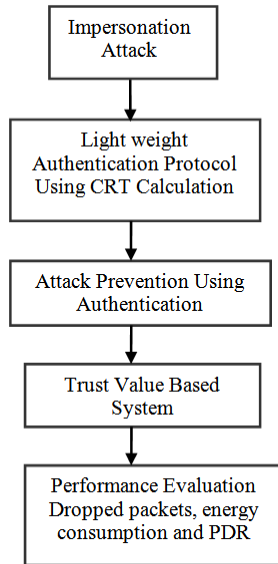 Impersonation
Attack
Light weight
Authentication Protocol
Using CRT Calculation
Attack Prevention Using
Authentication
Trust Value Based
System
Performance Evaluation
Dropped packets, energy
consumption and PDR